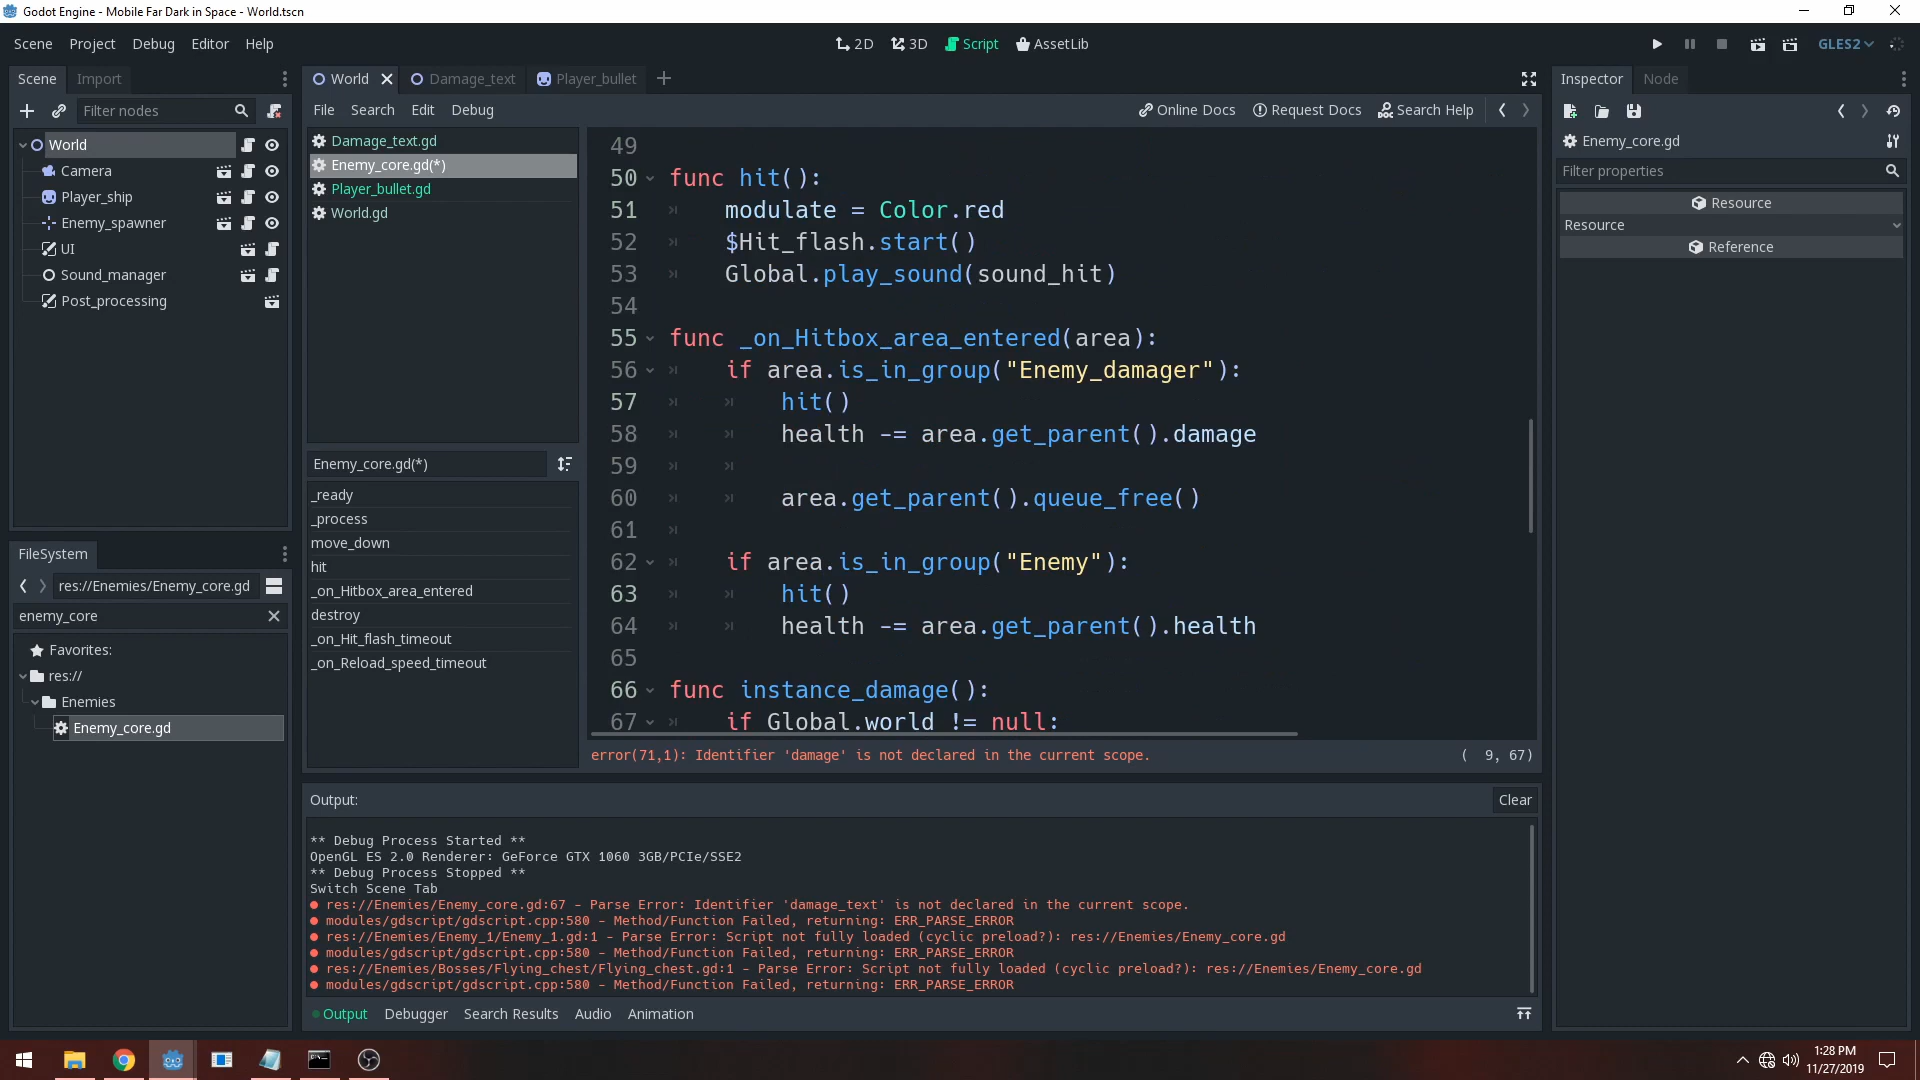 Godot Engine - Mobile Far Dark in Space - World.tscn
Scene Project Debug Editor Help
2D 3D Script AssetLib
GLES2
Scene Import
Filter nodes
World
Camera
Player_ship
Enemy_spawner
UI
Sound_manager
Post_processing
FileSystem
res://Enemies/Enemy_core.gd
enemy_core
Favorites:
res://
Enemies
Enemy_core.gd
World Damage_text Player_bullet
File Search Edit Debug
Online Docs Request Docs Search Help
Damage_text.gd
Enemy_core.gd(*)
Player_bullet.gd
World.gd
Enemy_core.gd(*)
_ready
_process
move_down
hit
_on_Hitbox_area_entered
destroy
_on_Hit_flash_timeout
_on_Reload_speed_timeout
49
50 func hit():
51 modulate = Color.red
52 $Hit_flash.start()
53 Global.play_sound(sound_hit)
54
55 func _on_Hitbox_area_entered(area):
56 if area.is_in_group("Enemy_damager"):
57 hit()
58 health -= area.get_parent().damage
59
60 area.get_parent().queue_free()
61
62 if area.is_in_group("Enemy"):
63 hit()
64 health -= area.get_parent().health
65
66 func instance_damage():
67 if Global.world != null:
error(71,1): Identifier 'damage' is not declared in the current scope.
( 9, 67)
Output:
Clear
** Debug Process Started **
OpenGL ES 2.0 Renderer: GeForce GTX 1060 3GB/PCIe/SSE2
** Debug Process Stopped **
Switch Scene Tab
res://Enemies/Enemy_core.gd:67 - Parse Error: Identifier 'damage_text' is not declared in the current scope.
modules/gdscript/gdscript.cpp:580 - Method/Function Failed, returning: ERR_PARSE_ERROR
res://Enemies/Enemy_1/Enemy_1.gd:1 - Parse Error: Script not fully loaded (cyclic preload?): res://Enemies/Enemy_core.gd
modules/gdscript/gdscript.cpp:580 - Method/Function Failed, returning: ERR_PARSE_ERROR
res://Enemies/Bosses/Flying_chest/Flying_chest.gd:1 - Parse Error: Script not fully loaded (cyclic preload?): res://Enemies/Enemy_core.gd
modules/gdscript/gdscript.cpp:580 - Method/Function Failed, returning: ERR_PARSE_ERROR
Output Debugger Search Results Audio Animation
Inspector Node
Enemy_core.gd
Filter properties
Resource
Resource
Reference
1:28 PM
11/27/2019